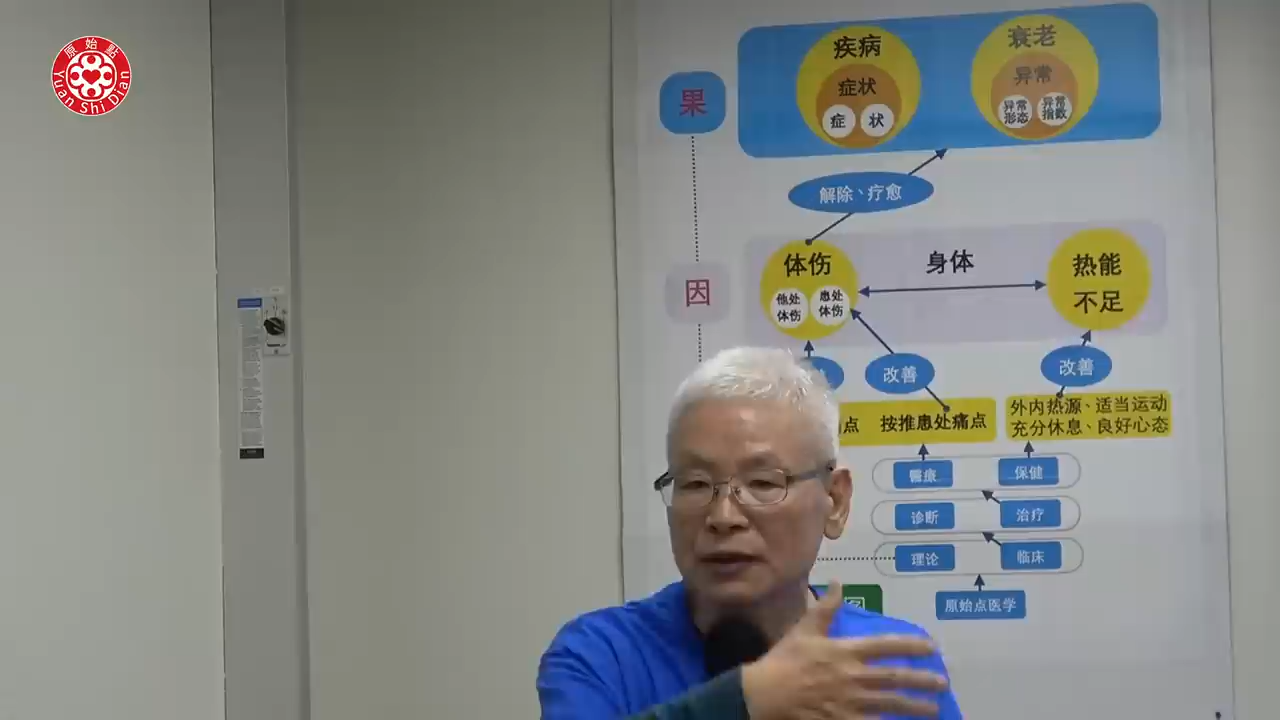 原始點
Yuan Shi Dian
果
疾病
症状
症
状
衰老
异常
异常
形态
异常
指数
解除、疗愈
因
体伤
他处
体伤
患处
体伤
身体
热能
不足
改善
改善
点
按推患处痛点
外内热源、适当运动
充分休息、良好心态
醫療
保健
诊断
治疗
理论
临床
原始点医学